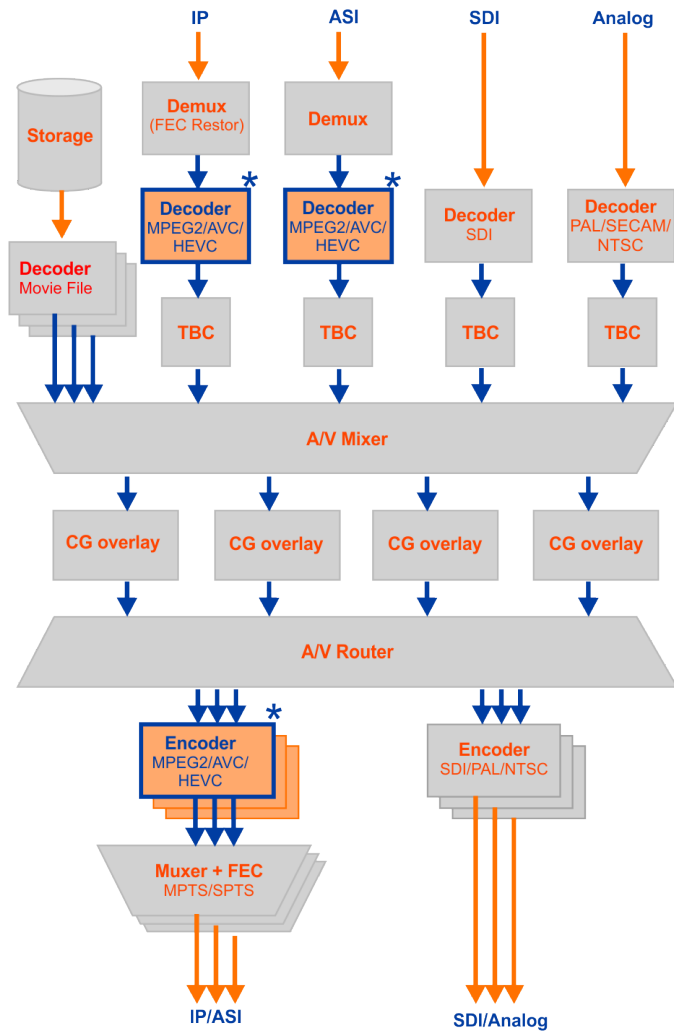 IP
ASI
SDI
Analog
Storage
Demux
(FEC Restor)
Demux
*
*
Decoder
MPEG2/AVC/
HEVC
Decoder
MPEG2/AVC/
HEVC
Decoder
SDI
Decoder
PAL/SECAM/
NTSC
Decoder
Movie File
TBC
TBC
TBC
TBC
A/V Mixer
CG overlay
CG overlay
CG overlay
CG overlay
A/V Router
*
Encoder
MPEG2/AVC/
HEVC
Encoder
SDI/PAL/NTSC
Muxer + FEC
MPTS/SPTS
IP/ASI
SDI/Analog